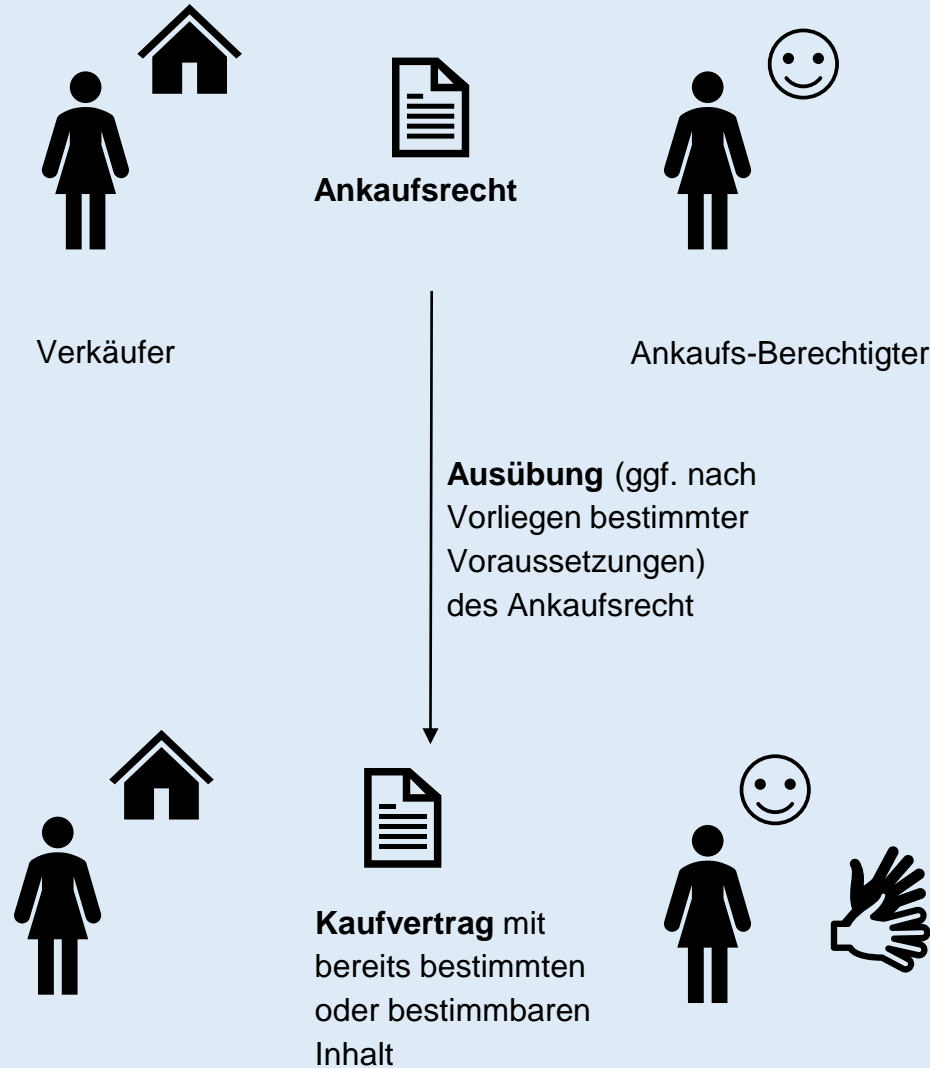 Ankaufsrecht
Verkäufer
Ankaufs-Berechtigter
Ausübung (ggf. nach
Vorliegen bestimmter
Voraussetzungen)
des Ankaufsrecht
Kaufvertrag mit
bereits bestimmten
oder bestimmbaren
Inhalt